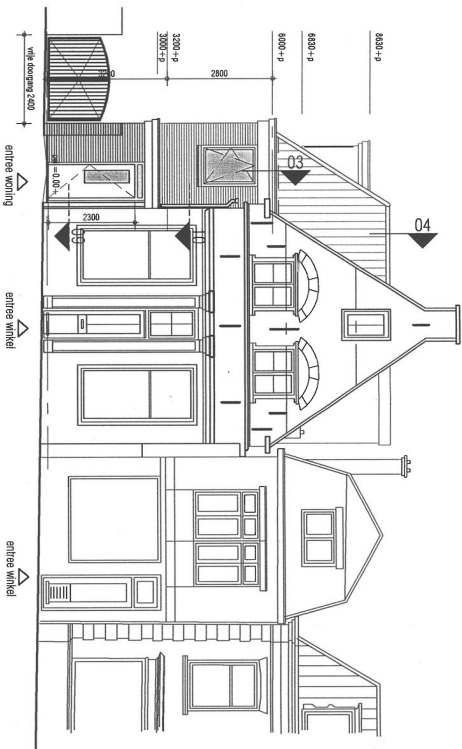 8630+p
6830+p
6000+p
3200+p
3000+p
2800
vrije doorgang 2400
03
04
2300
entree woning
entree winkel
entree winkel